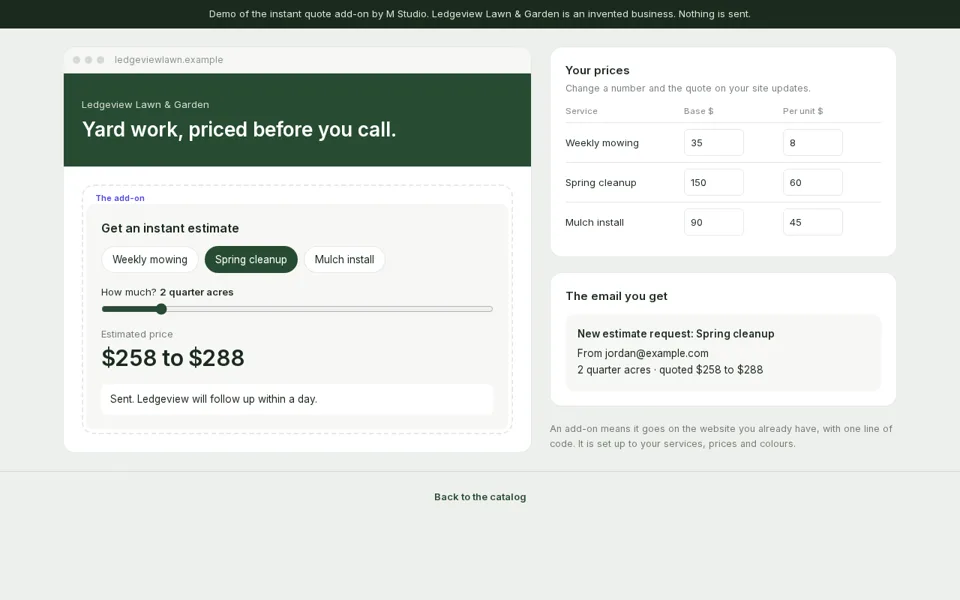 Demo of the instant quote add-on by M Studio. Ledgeview Lawn & Garden is an invented business. Nothing is sent.
ledgeviewlawn.example
Ledgeview Lawn & Garden
Yard work, priced before you call.
The add-on
Get an instant estimate
Weekly mowing
Spring cleanup
Mulch install
How much? 2 quarter acres
Estimated price
$258 to $288
Sent. Ledgeview will follow up within a day.
Your prices
Change a number and the quote on your site updates.
Service Base $ Per unit $
Weekly mowing 35 8
Spring cleanup 150 60
Mulch install 90 45
The email you get
New estimate request: Spring cleanup
From jordan@example.com
2 quarter acres · quoted $258 to $288
An add-on means it goes on the website you already have, with one line of
code. It is set up to your services, prices and colours.
Back to the catalog